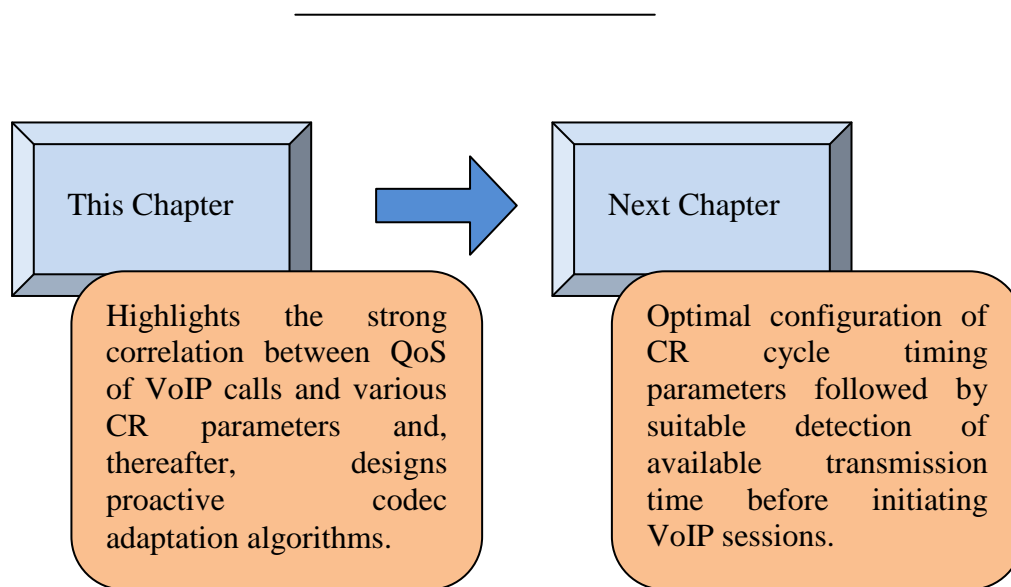 This Chapter
Next Chapter
Highlights the strong
correlation between QoS
of VoIP calls and various
CR parameters and,
thereafter, designs
proactive codec
adaptation algorithms.
Optimal configuration of
CR cycle timing
parameters followed by
suitable detection of
available transmission
time before initiating
VoIP sessions.